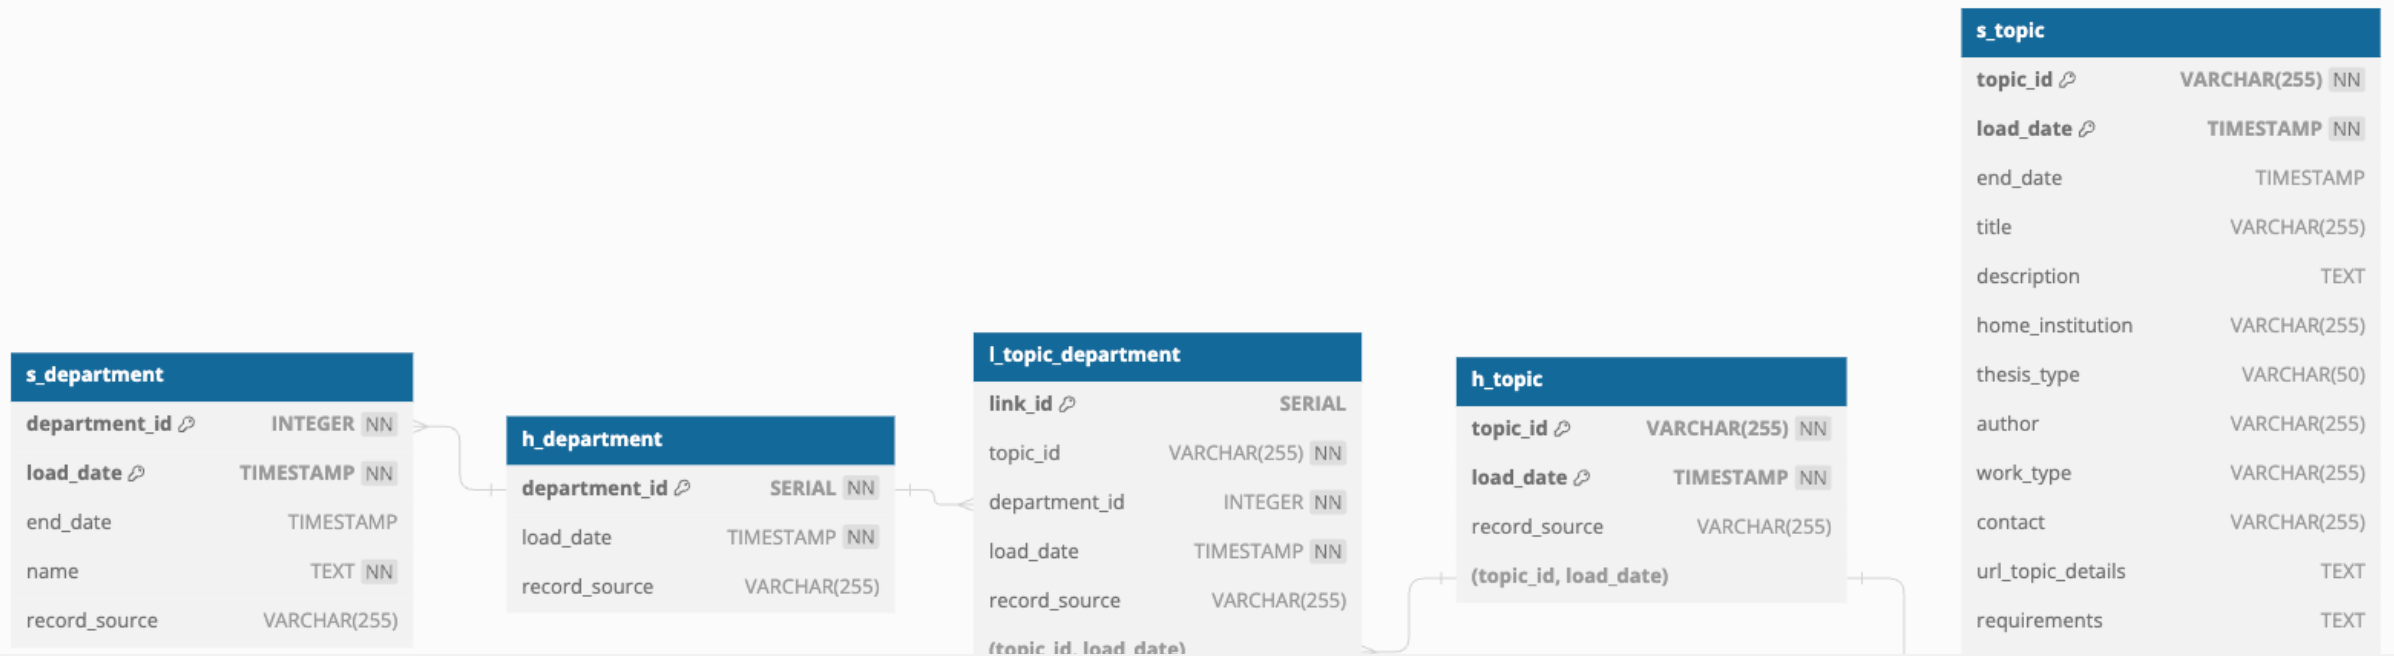 s_department
department_id INTEGER NN
load_date TIMESTAMP NN
end_date TIMESTAMP
name TEXT NN
record_source VARCHAR(255)
h_department
department_id SERIAL NN
load_date TIMESTAMP NN
record_source VARCHAR(255)
l_topic_department
link_id SERIAL
topic_id VARCHAR(255) NN
department_id INTEGER NN
load_date TIMESTAMP NN
record_source VARCHAR(255)
(topic_id, load_date)
h_topic
topic_id VARCHAR(255) NN
load_date TIMESTAMP NN
record_source VARCHAR(255)
(topic_id, load_date)
s_topic
topic_id VARCHAR(255) NN
load_date TIMESTAMP NN
end_date TIMESTAMP
title VARCHAR(255)
description TEXT
home_institution VARCHAR(255)
thesis_type VARCHAR(50)
author VARCHAR(255)
work_type VARCHAR(255)
contact VARCHAR(255)
url_topic_details TEXT
requirements TEXT